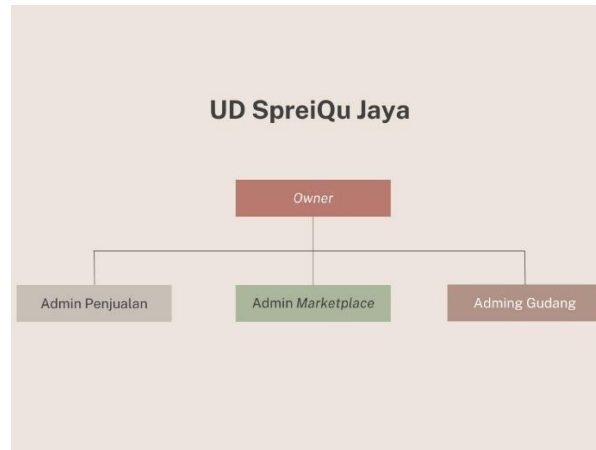 UD SpreiQu Jaya
Owner
Admin Penjualan
Admin Marketplace
Adming Gudang